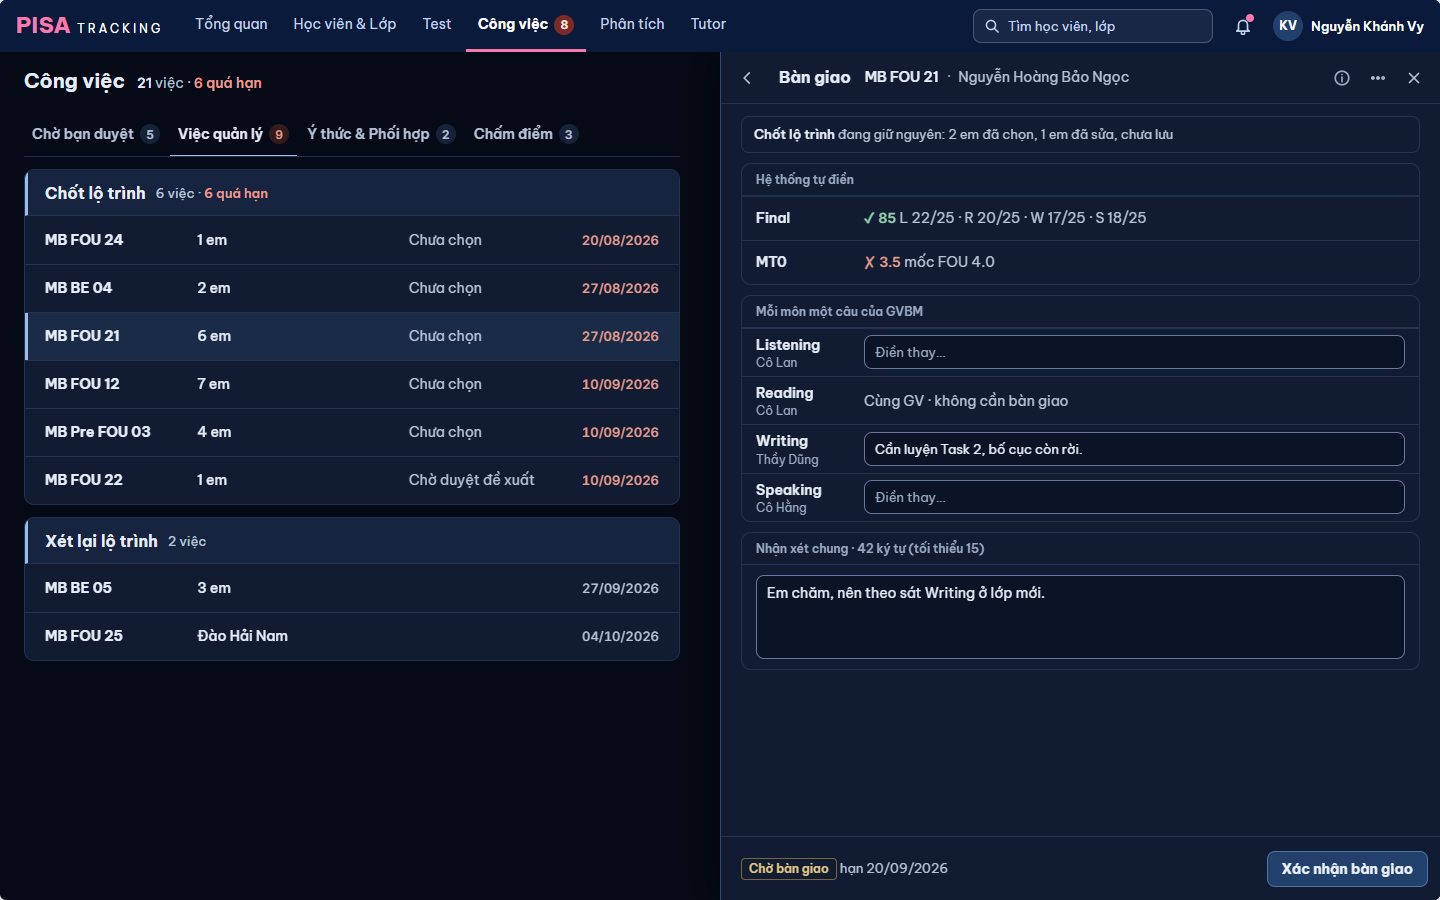 PISA TRACKING
Tổng quan
Học viên & Lớp
Test
Công việc 8
Phân tích
Tutor
Tìm học viên, lớp
KV
Nguyễn Khánh Vy
Công việc 21 việc · 6 quá hạn
Chờ bạn duyệt 5
Việc quản lý 9
Ý thức & Phối hợp 2
Chấm điểm 3
Chốt lộ trình 6 việc · 6 quá hạn
MB FOU 24 1 em Chưa chọn 20/08/2026
MB BE 04 2 em Chưa chọn 27/08/2026
MB FOU 21 6 em Chưa chọn 27/08/2026
MB FOU 12 7 em Chưa chọn 10/09/2026
MB Pre FOU 03 4 em Chưa chọn 10/09/2026
MB FOU 22 1 em Chờ duyệt đề xuất 10/09/2026
Xét lại lộ trình 2 việc
MB BE 05 3 em 27/09/2026
MB FOU 25 Đào Hải Nam 04/10/2026
Bàn giao MB FOU 21 · Nguyễn Hoàng Bảo Ngọc
Chốt lộ trình đang giữ nguyên: 2 em đã chọn, 1 em đã sửa, chưa lưu
Hệ thống tự điền
Final ✓ 85 L 22/25 · R 20/25 · W 17/25 · S 18/25
MT0 ✗ 3.5 mốc FOU 4.0
Mỗi môn một câu của GVBM
Listening
Cô Lan
Điền thay...
Reading
Cô Lan
Cùng GV · không cần bàn giao
Writing
Thầy Dũng
Cần luyện Task 2, bố cục còn rời.
Speaking
Cô Hằng
Điền thay...
Nhận xét chung · 42 ký tự (tối thiểu 15)
Em chăm, nên theo sát Writing ở lớp mới.
Chờ bàn giao hạn 20/09/2026
Xác nhận bàn giao